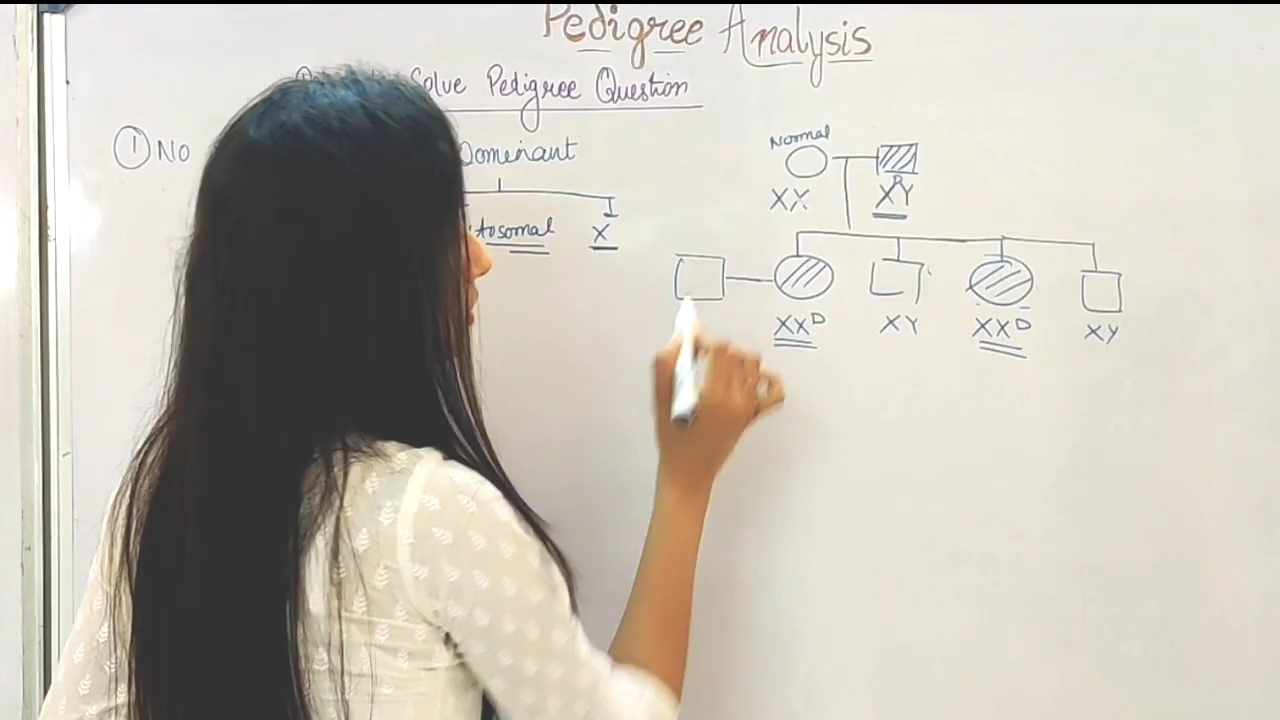 Pedigree Analysis
Solve Pedigree Question
① No
Dominant
tosomal X
Normal
XX XᴰY
XXᴰ XY XXᴰ XY